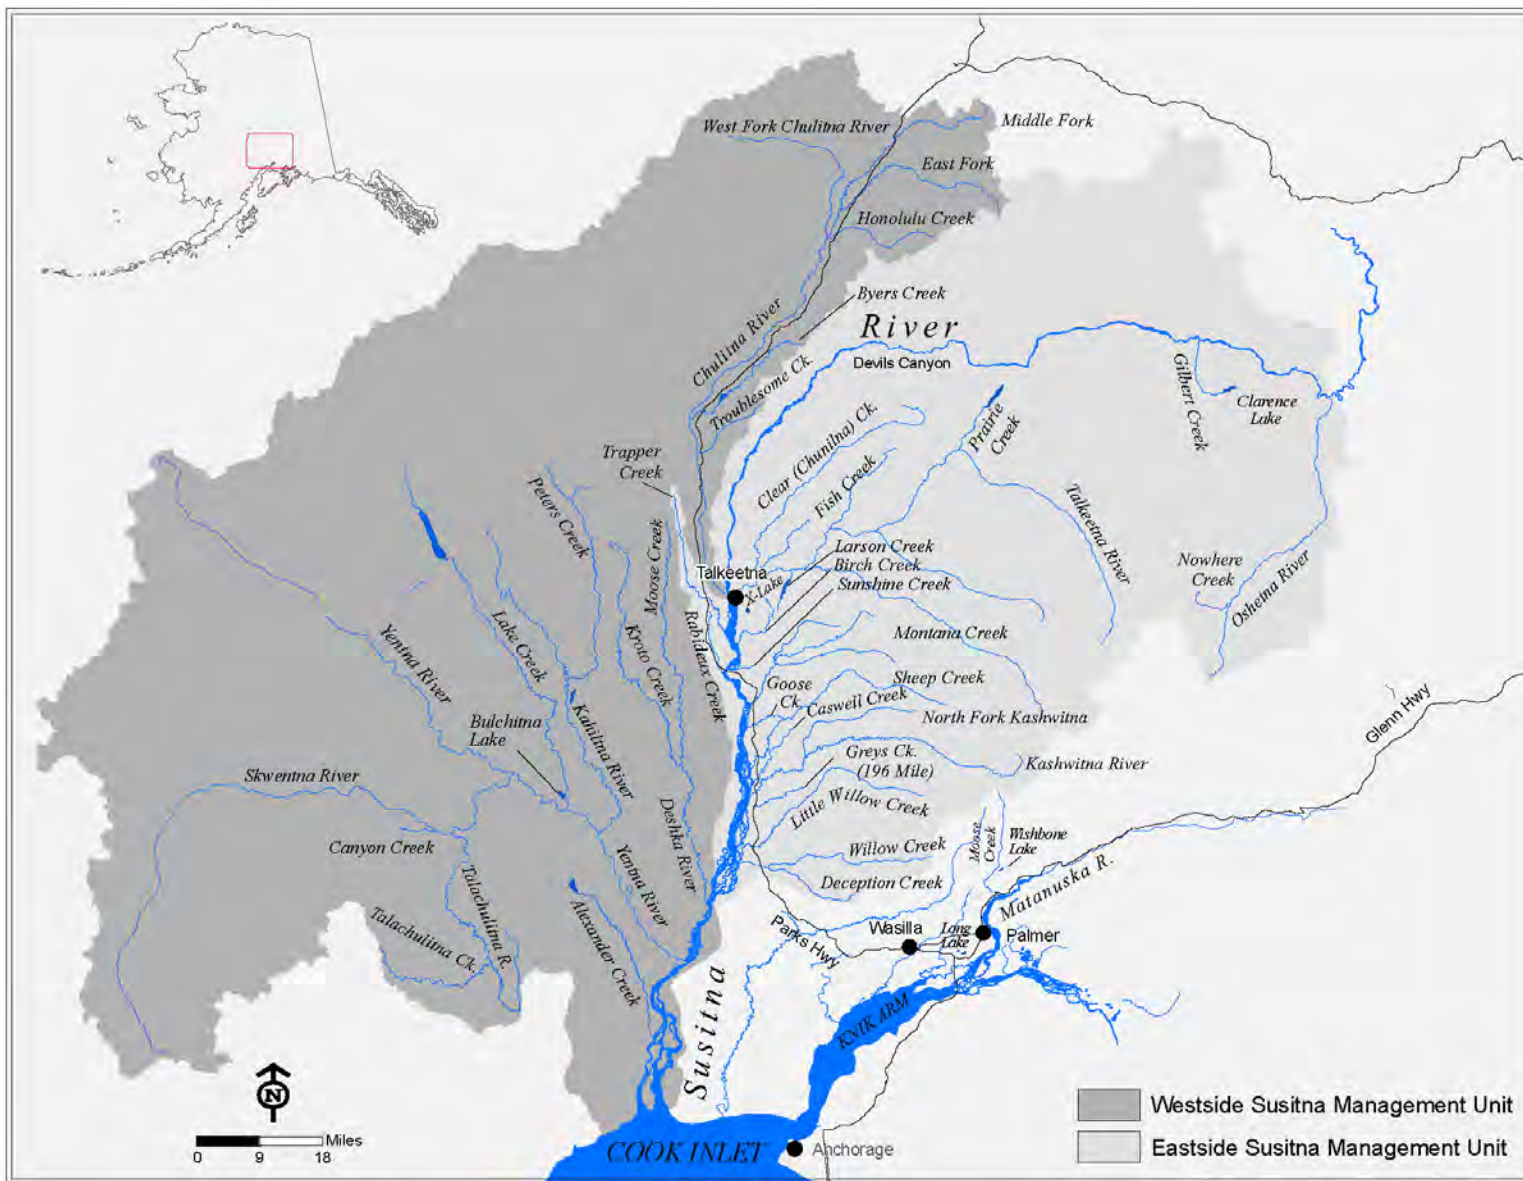 West Fork Chulitna River
Middle Fork
East Fork
Honolulu Creek
Byers Creek
River
Chulitna River
Devils Canyon
Troublesome Ck.
Gilbert Creek
Clarence
Lake
Prairie
Creek
Clear (Chunilna) Ck.
Fish Creek
Trapper
Creek
Peters Creek
Moose Creek
Talkeetna River
Larson Creek
Birch Creek
Sunshine Creek
Talkeetna
X-Lake
Nowhere
Creek
Oshetna River
Lake Creek
Kroto Creek
Rabideux Creek
Montana Creek
Yentna River
Goose
Ck.
Sheep Creek
Caswell Creek
North Fork Kashwitna
Glenn Hwy
Bulchitna
Lake
Kahiltna River
Greys Ck.
(196 Mile)
Kashwitna River
Skwentna River
Little Willow Creek
Deshka River
Canyon Creek
Willow Creek
Moose
Creek
Wishbone
Lake
Deception Creek
Matanuska R.
Talachulitna R.
Yentna River
Talachulitna Ck.
Alexander Creek
Parks Hwy
Wasilla
Long
Lake
Palmer
Susitna
KNIK ARM
N
Miles
0 9 18
COOK INLET
Anchorage
Westside Susitna Management Unit
Eastside Susitna Management Unit